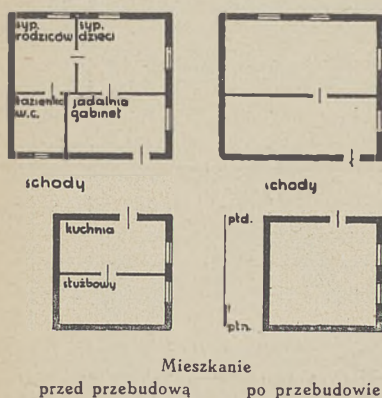 syp. syp.
rodziców dzieci
łazienka jadalnia
w.c. gabinet
schody schody
kuchnia płd.
służbowy
płn.
Mieszkanie
przed przebudową po przebudowie